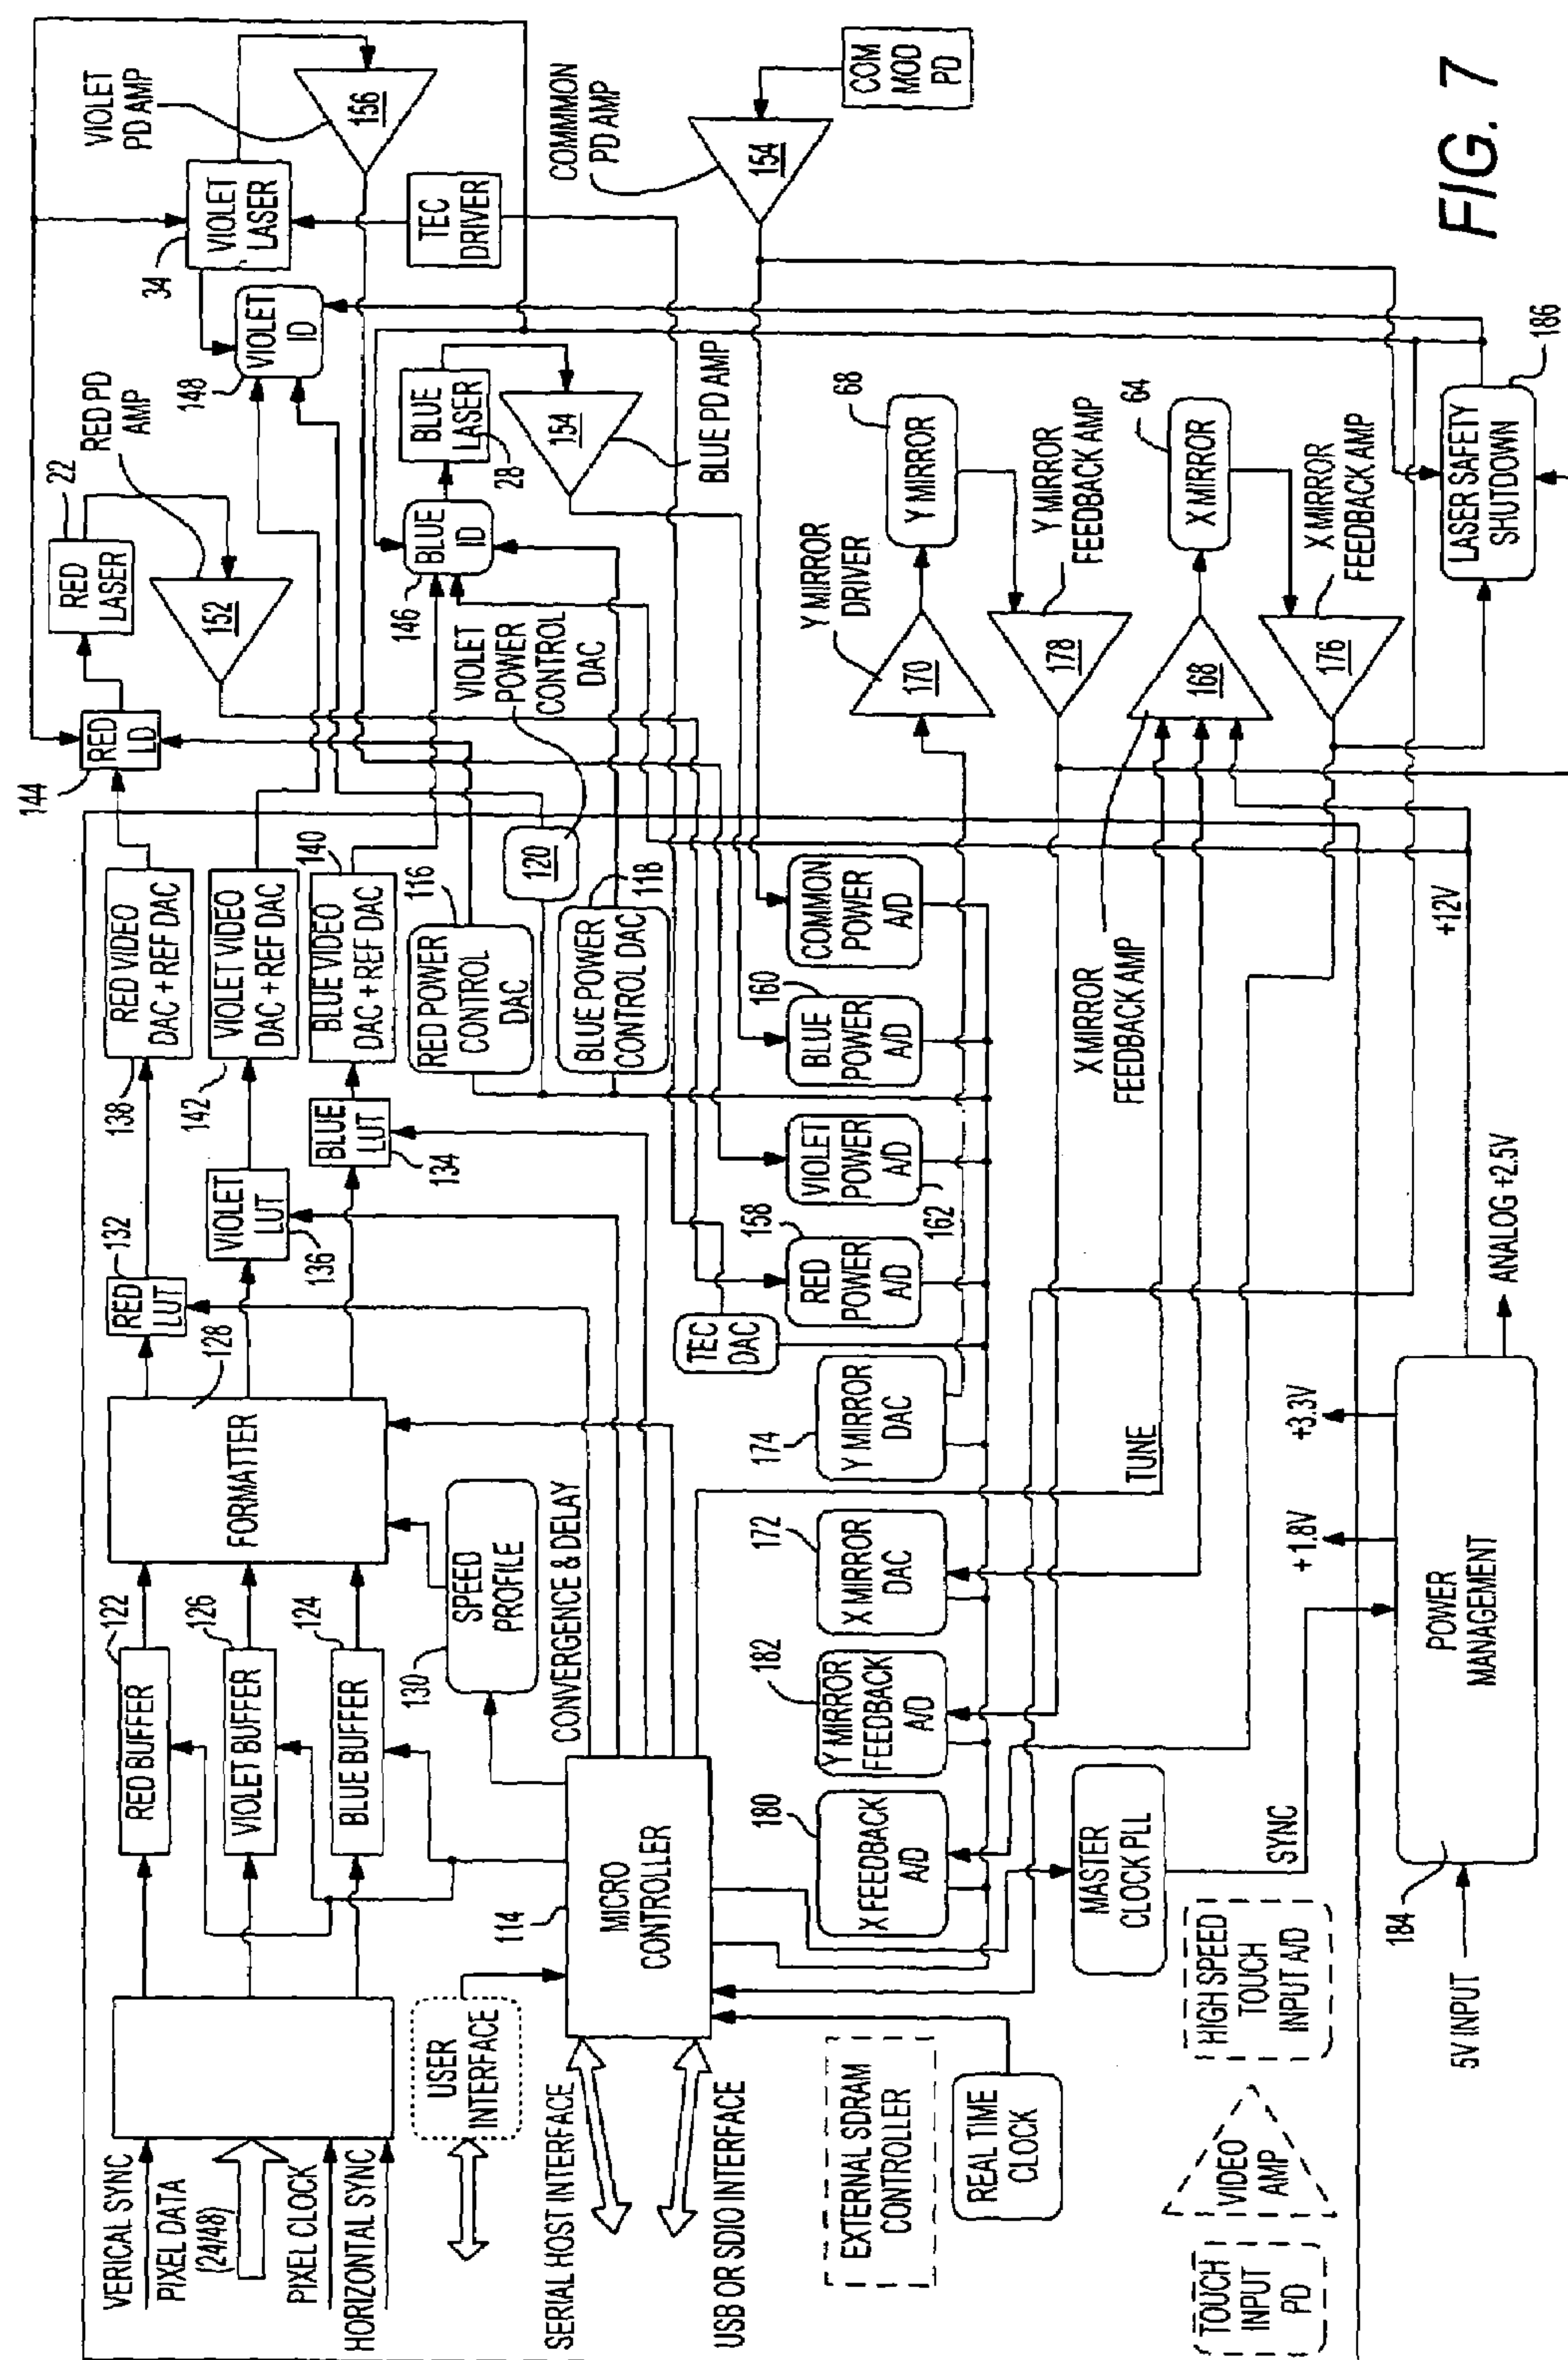 VERICAL SYNC
PIXEL DATA
(24/48)
PIXEL CLOCK
HORIZONTAL SYNC
RED BUFFER
122
VIOLET BUFFER
126
BLUE BUFFER
124
FORMATTER
128
RED
LUT
132
VIOLET
LUT
136
BLUE
LUT
134
138
RED VIDEO
DAC + REF DAC
142
VIOLET VIDEO
DAC + REF DAC
BLUE VIDEO
DAC + REF DAC
140
144
RED
LD
RED
LASER
22
152
RED PD
AMP
148
VIOLET
ID
34
VIOLET
LASER
VIOLET
PD AMP
156
TEC
DRIVER
USER
INTERFACE
130
SPEED
PROFILE
CONVERGENCE & DELAY
RED POWER
CONTROL
DAC
116
120
VIOLET
POWER
CONTROL
DAC
BLUE POWER
CONTROL DAC
118
146
BLUE
ID
BLUE
LASER
28
154
BLUE PD AMP
COMMMON
PD AMP
154
COM
MOD
PD
SERIAL HOST INTERFACE
USB OR SDIO INTERFACE
114
MICRO
CONTROLLER
TEC
DAC
158
RED
POWER
A/D
VIOLET
POWER
A/D
162
160
BLUE
POWER
A/D
COMMON
POWER
A/D
EXTERNAL SDRAM
CONTROLLER
REAL TIME
CLOCK
180
X FEEDBACK
A/D
182
Y MIRROR
FEEDBACK
A/D
172
X MIRROR
DAC
174
Y MIRROR
DAC
Y MIRROR
DRIVER
170
Y MIRROR
68
178
Y MIRROR
FEEDBACK AMP
TUNE
X MIRROR
FEEDBACK AMP
168
X MIRROR
64
176
X MIRROR
FEEDBACK AMP
MASTER
CLOCK PLL
SYNC
TOUCH
INPUT
PD
VIDEO
AMP
HIGH SPEED
TOUCH
INPUT A/D
5V INPUT
184
POWER
MANAGEMENT
+1.8V
+3.3V
ANALOG +2.5V
+12V
LASER SAFETY
SHUTDOWN
186
FIG. 7